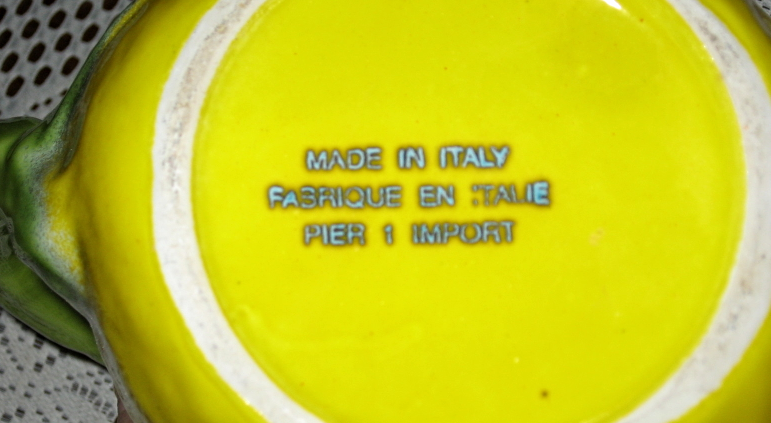 MADE IN ITALY
FABRIQUE EN ITALIE
PIER 1 IMPORT